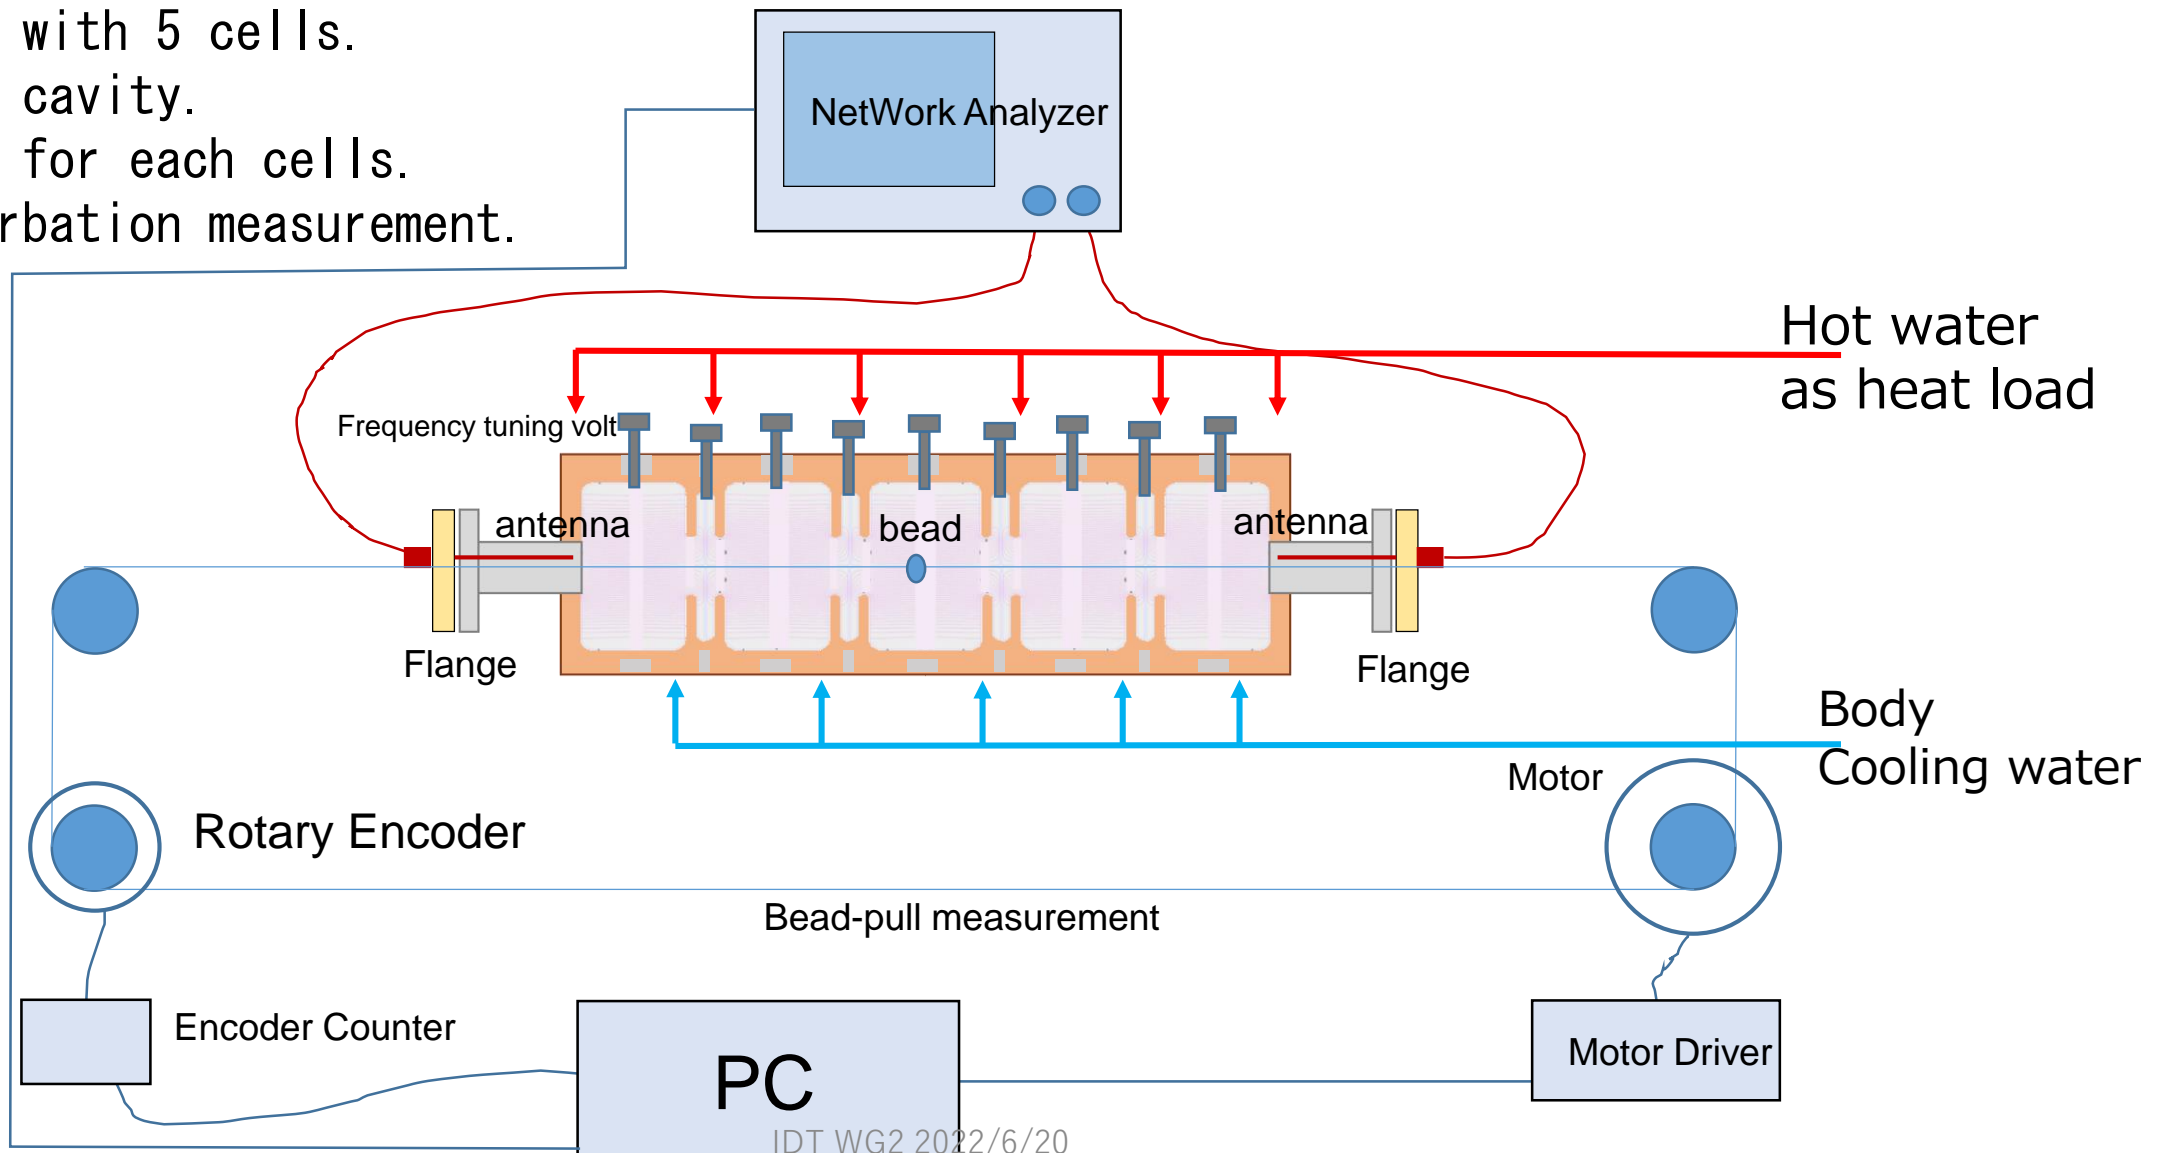 with 5 cells.
cavity.
for each cells.
rbation measurement.
NetWork Analyzer
Hot water
as heat load
Frequency tuning volt
antenna
bead
antenna
Flange
Flange
Body
Cooling water
Motor
Rotary Encoder
Bead-pull measurement
Encoder Counter
PC
Motor Driver
IDT WG2 2022/6/20